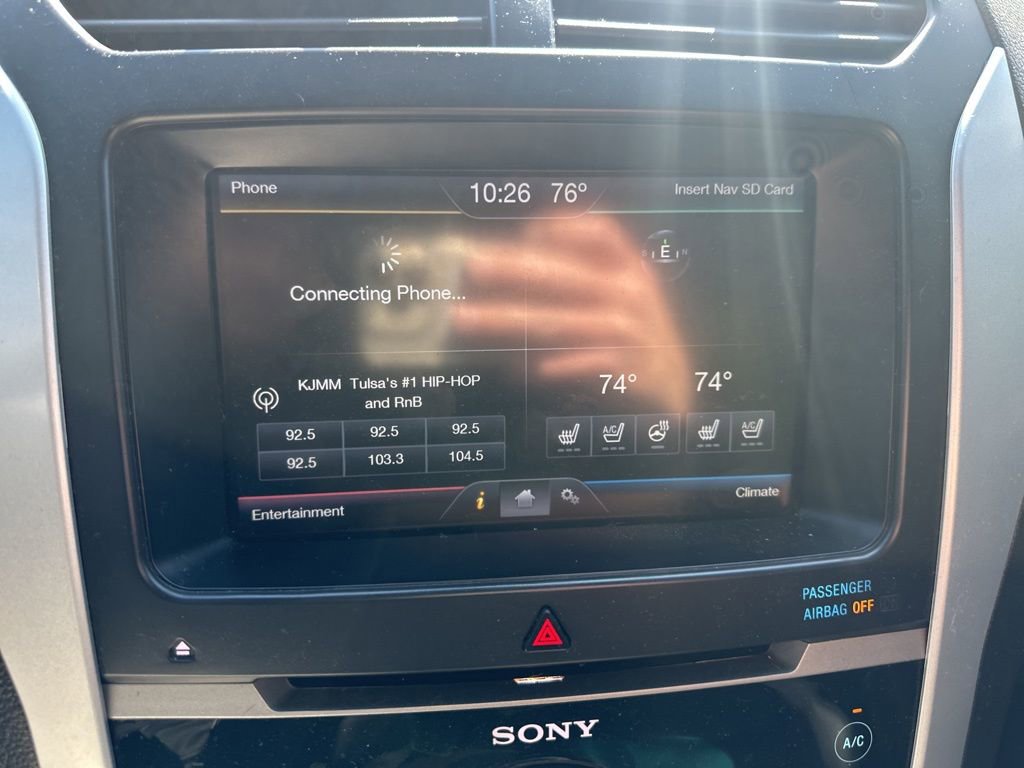 Phone
10:26 76°
Insert Nav SD Card
E
Connecting Phone...
KJMM Tulsa's #1 HIP-HOP
and RnB
92.5 92.5 92.5
92.5 103.3 104.5
74° 74°
A/C A/C
i
Entertainment
Climate
PASSENGER
AIRBAG OFF
SONY
A/C